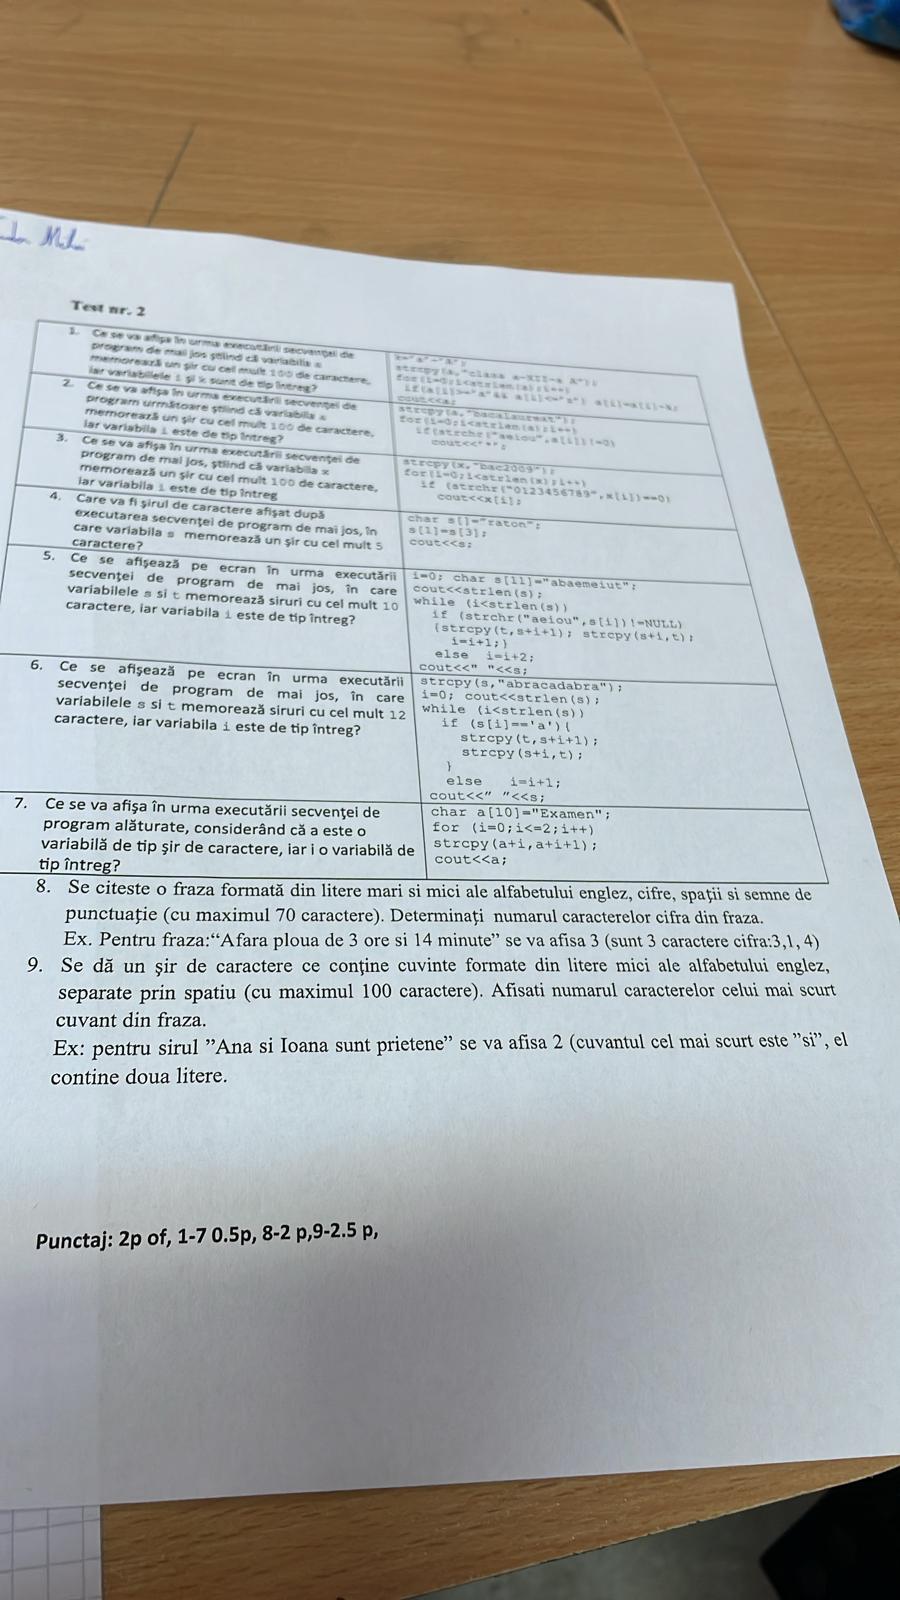 Test nr. 2
1. Ce se va afişa în urma executării secvenţei de
program de mai jos ştiind că variabila a
memorează un şir cu cel mult 100 de caractere,
iar variabilele i şi k sunt de tip întreg?
k='a'-'A';
strcpy(a,"clasa a-XII-a A");
for(i=0;i<strlen(a);i++)
if(a[i]>='a'&& a[i]<='z') a[i]=a[i]-k;
cout<<a;
2. Ce se va afişa în urma executării secvenţei de
program următoare ştiind că variabila a
memorează un şir cu cel mult 100 de caractere,
iar variabila i este de tip întreg?
strcpy(a,"bacalaureat");
for(i=0;i<strlen(a);i++)
if(strchr("aeiou",a[i])!=0)
cout<<'*';
3. Ce se va afişa în urma executării secvenţei de
program de mai jos, ştiind că variabila x
memorează un şir cu cel mult 100 de caractere,
iar variabila i este de tip întreg
strcpy(x,"bac2009");
for(i=0;i<strlen(x);i++)
if (strchr("0123456789",x[i])==0)
cout<<x[i];
4. Care va fi şirul de caractere afişat după
executarea secvenţei de program de mai jos, în
care variabila s memorează un şir cu cel mult 5
caractere?
char s[]="raton";
s[1]=s[3];
cout<<s;
5. Ce se afişează pe ecran în urma executării
secvenţei de program de mai jos, în care
variabilele s si t memorează siruri cu cel mult 10
caractere, iar variabila i este de tip întreg?
i=0; char s[11]="abaemeiut";
cout<<strlen(s);
while (i<strlen(s))
if (strchr("aeiou",s[i])!=NULL)
{strcpy(t,s+i+1); strcpy(s+i,t);
i=i+1;}
else i=i+2;
cout<<" "<<s;
6. Ce se afişează pe ecran în urma executării
secvenţei de program de mai jos, în care
variabilele s si t memorează siruri cu cel mult 12
caractere, iar variabila i este de tip întreg?
strcpy(s,"abracadabra");
i=0; cout<<strlen(s);
while (i<strlen(s))
if (s[i]=='a'){
strcpy(t,s+i+1);
strcpy(s+i,t);
}
else i=i+1;
cout<<" "<<s;
7. Ce se va afişa în urma executării secvenţei de
program alăturate, considerând că a este o
variabilă de tip şir de caractere, iar i o variabilă de
tip întreg?
char a[10]="Examen";
for (i=0;i<=2;i++)
strcpy(a+i,a+i+1);
cout<<a;
8. Se citeste o fraza formată din litere mari si mici ale alfabetului englez, cifre, spaţii si semne de
punctuaţie (cu maximul 70 caractere). Determinaţi numarul caracterelor cifra din fraza.
Ex. Pentru fraza:“Afara ploua de 3 ore si 14 minute” se va afisa 3 (sunt 3 caractere cifra:3,1, 4)
9. Se dă un şir de caractere ce conţine cuvinte formate din litere mici ale alfabetului englez,
separate prin spatiu (cu maximul 100 caractere). Afisati numarul caracterelor celui mai scurt
cuvant din fraza.
Ex: pentru sirul ”Ana si Ioana sunt prietene” se va afisa 2 (cuvantul cel mai scurt este ”si”, el
contine doua litere.
Punctaj: 2p of, 1-7 0.5p, 8-2 p,9-2.5 p,